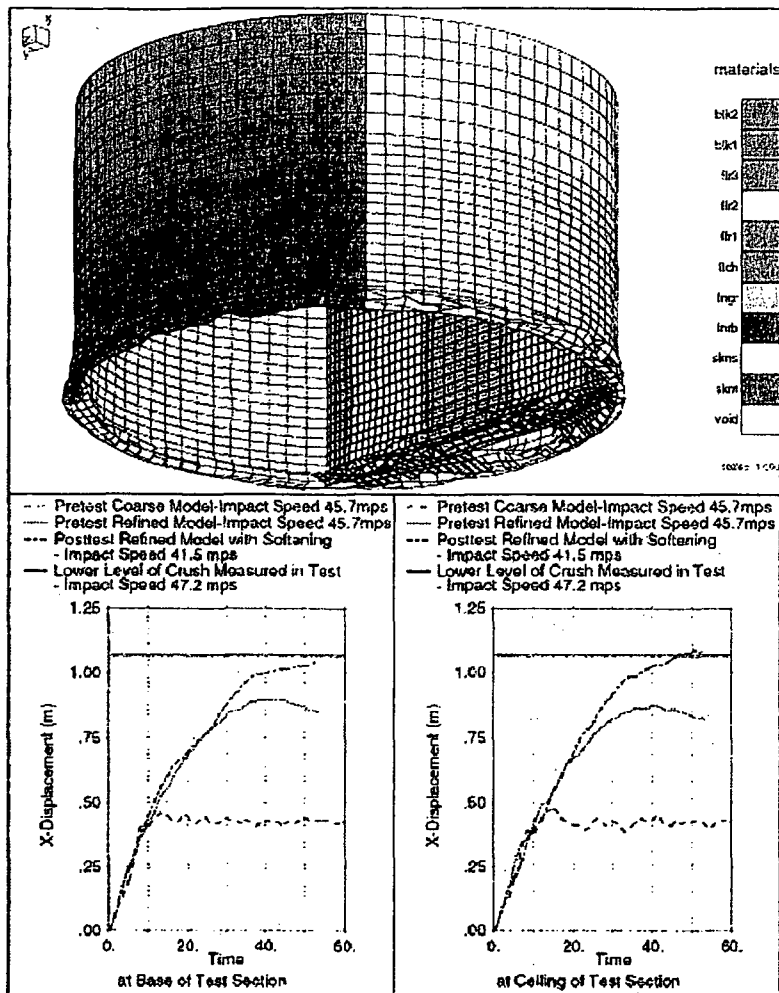 materials
blk2
blk1
flr3
flr2
flr1
flch
fngr
fnrb
skns
void
Pretest Coarse Model-Impact Speed 45.7mps
Pretest Refined Model-Impact Speed 45.7mps
Posttest Refined Model with Softening
- Impact Speed 41.5 mps
Lower Level of Crush Measured in Test
- Impact Speed 47.2 mps
1.25
1.00
.75
.50
.25
.00
X-Displacement (m)
0.
20.
40.
60.
Time
at Base of Test Section
Pretest Coarse Model-Impact Speed 45.7mps
Pretest Refined Model-Impact Speed 45.7mps
Posttest Refined Model with Softening
- Impact Speed 41.5 mps
Lower Level of Crush Measured in Test
- Impact Speed 47.2 mps
1.25
1.00
.75
.50
.25
.00
X-Displacement (m)
0.
20.
40.
60.
Time
at Ceiling of Test Section